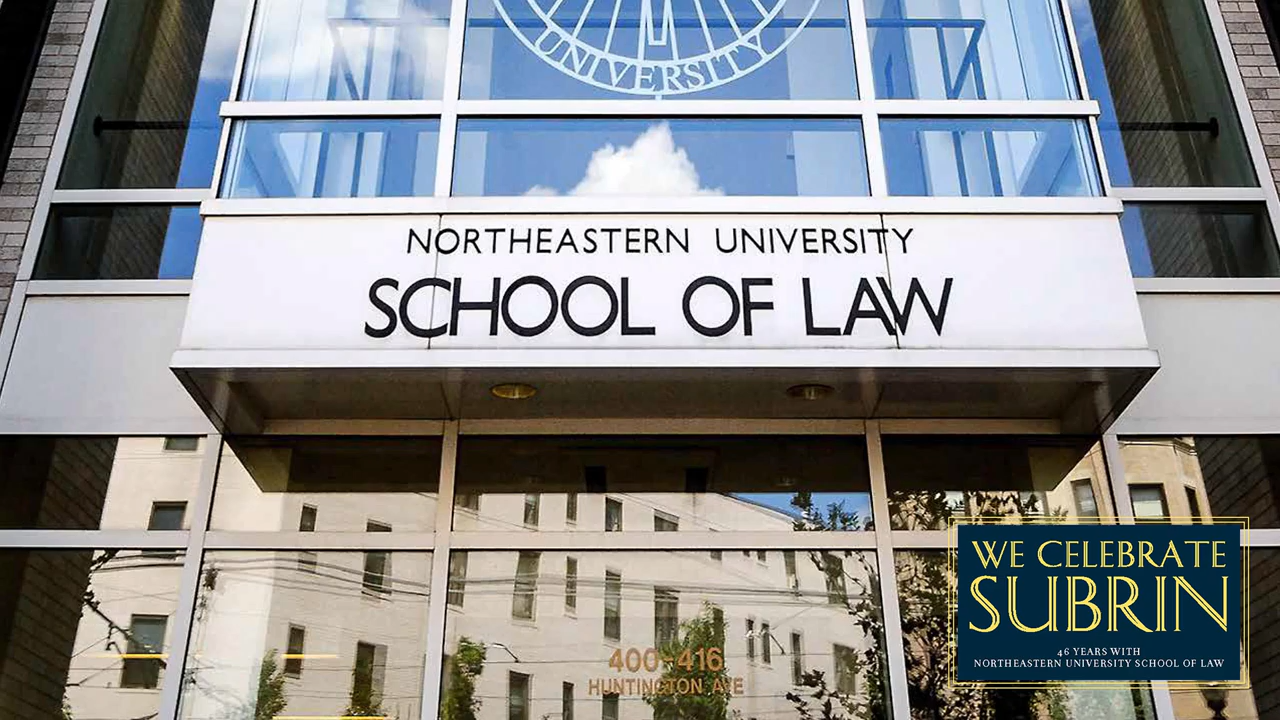 UNIVERSITY
NORTHEASTERN UNIVERSITY
SCHOOL OF LAW
400-416
HUNTINGTON AVE
WE CELEBRATE
SUBRIN
46 YEARS WITH
NORTHEASTERN UNIVERSITY SCHOOL OF LAW